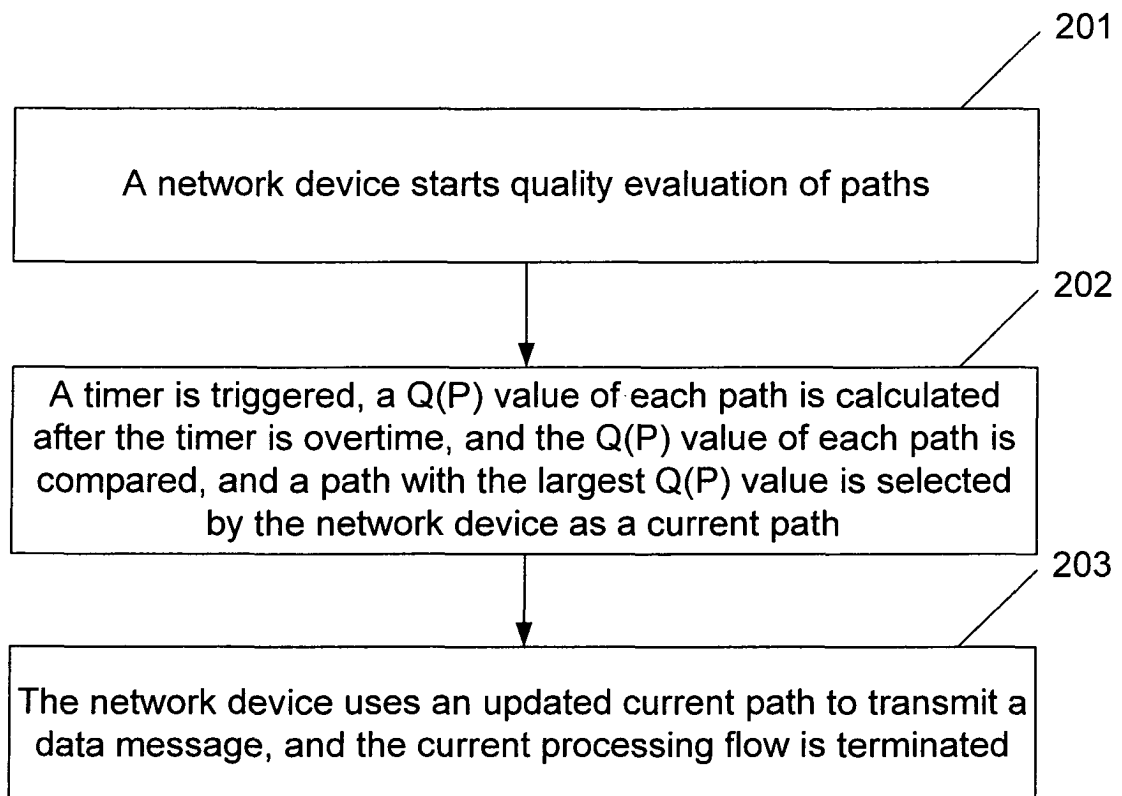 201
A network device starts quality evaluation of paths
202
A timer is triggered, a Q(P) value of each path is calculated
after the timer is overtime, and the Q(P) value of each path is
compared, and a path with the largest Q(P) value is selected
by the network device as a current path
203
The network device uses an updated current path to transmit a
data message, and the current processing flow is terminated